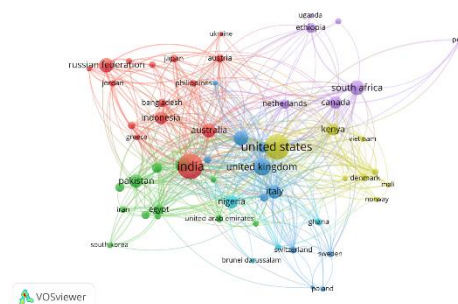 ukraine
uganda
ethiopia
pe
russian federation
japan
austria
jordan
philippines
south africa
bangladesh
netherlands
canada
indonesia
greece
australia
kenya
vietnam
united states
india
united kingdom
pakistan
denmark
mali
italy
iran
egypt
nigeria
norway
united arab emirates
ghana
south korea
switzerland
sweden
brunei darussalam
poland
VOSviewer